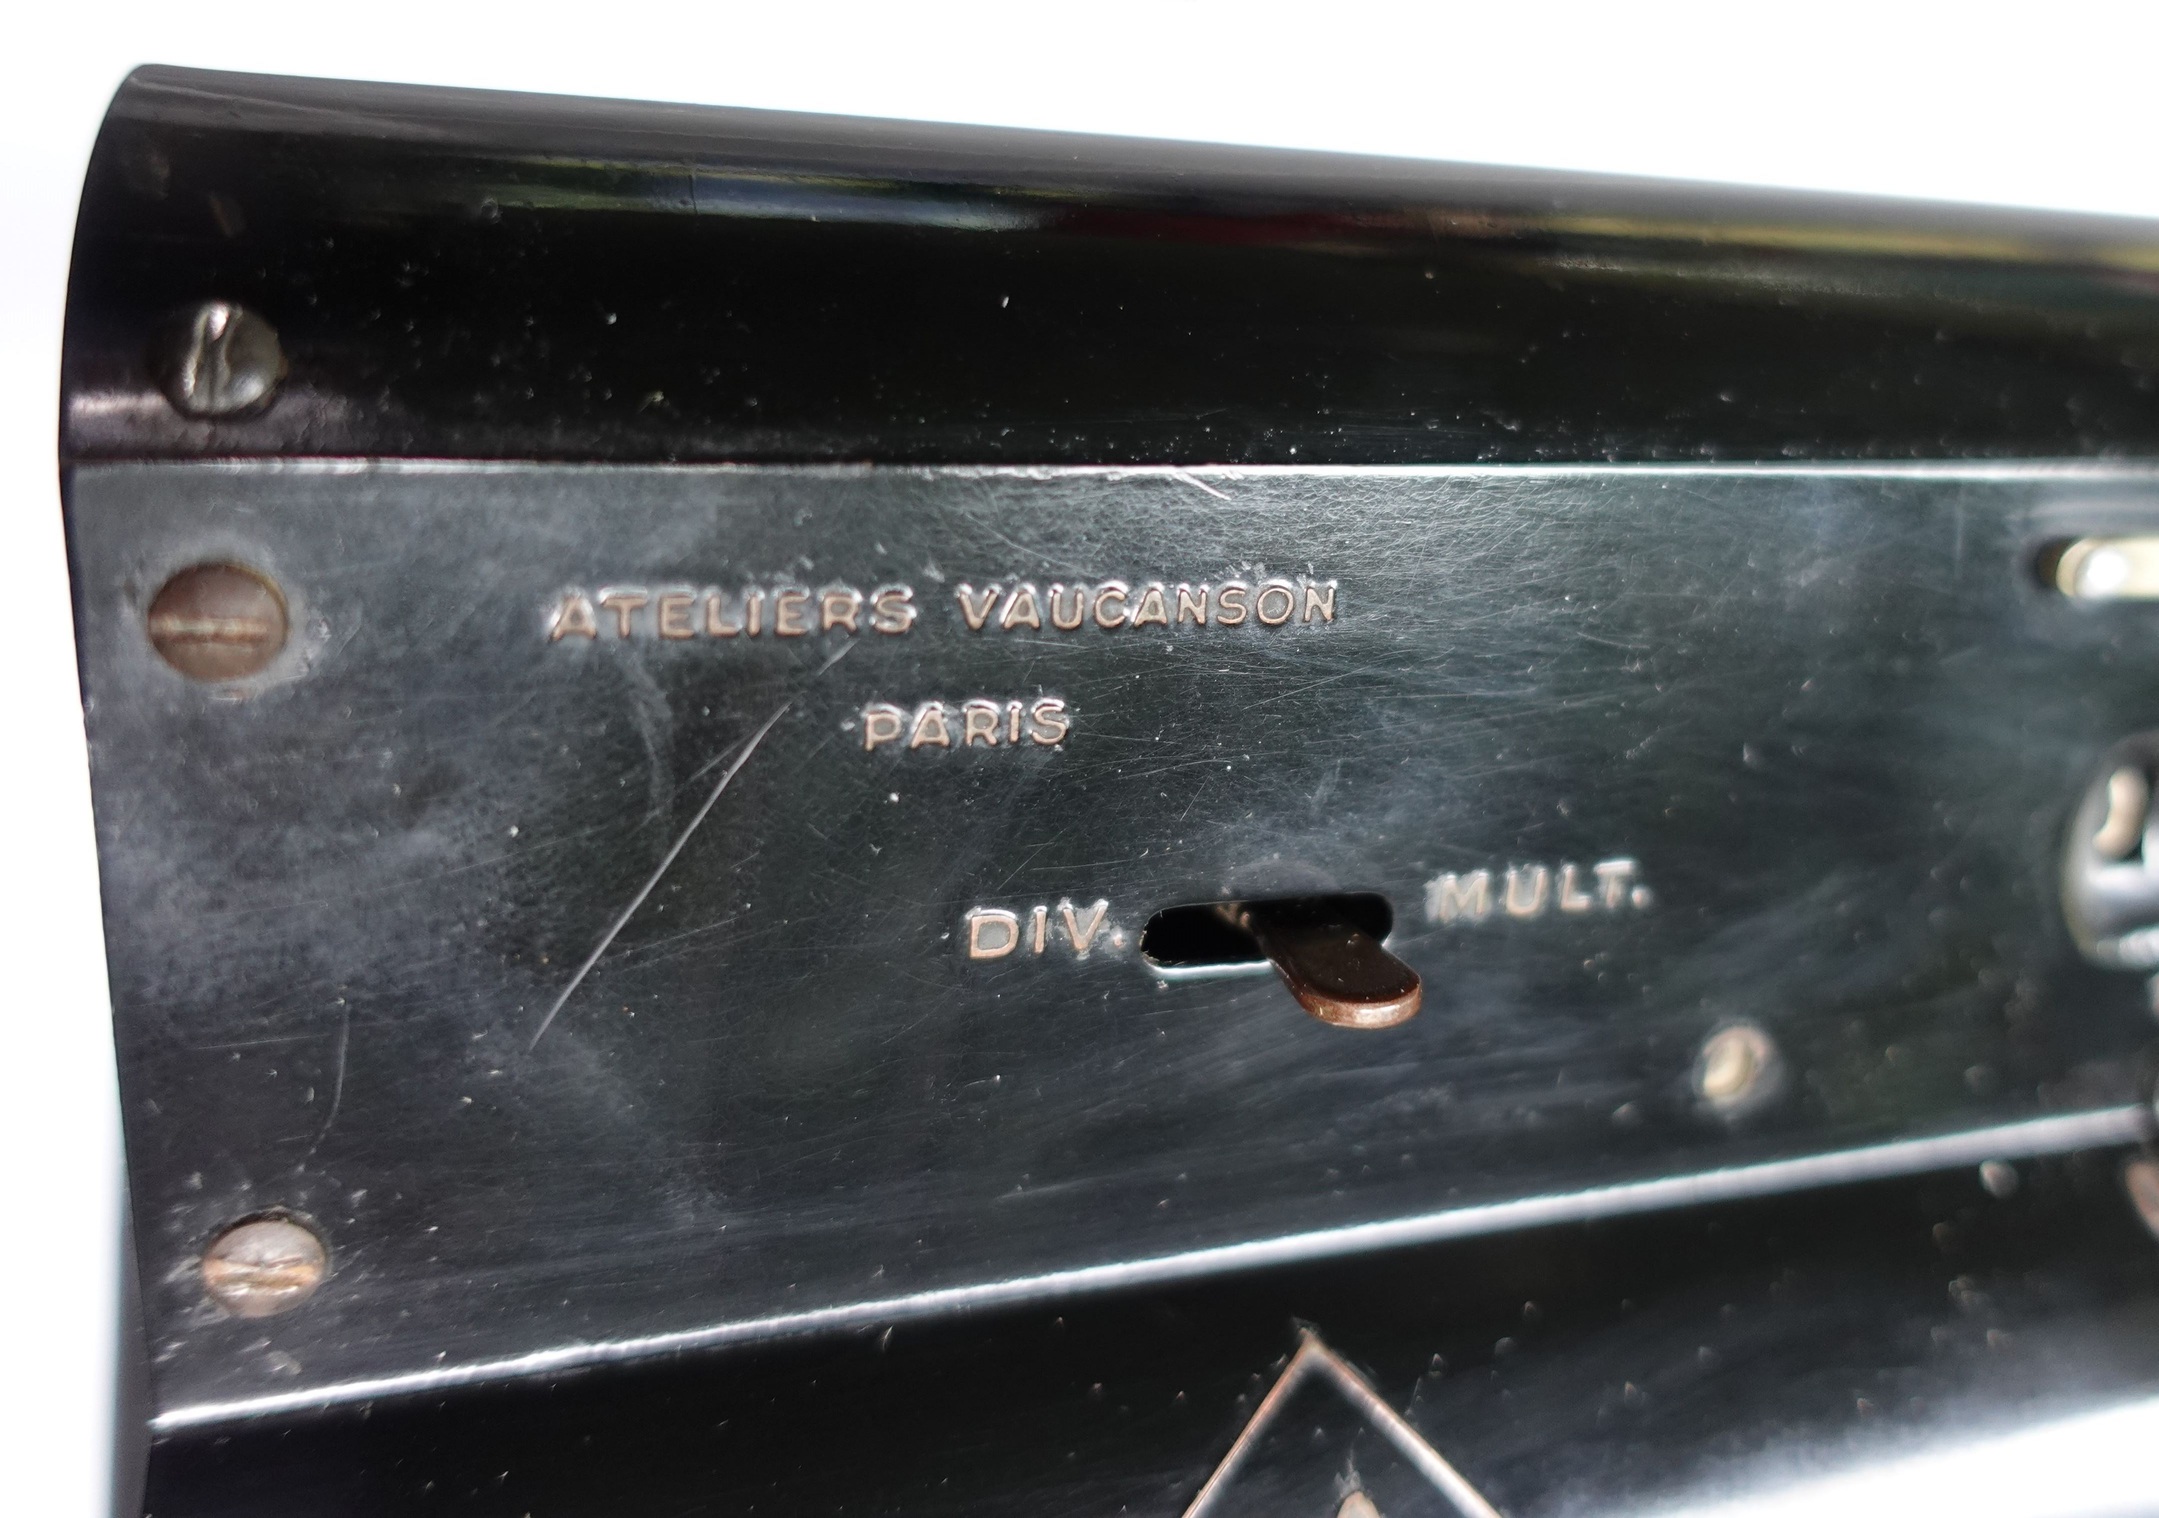 ATELIERS VAUCANSON
PARIS
DIV. MULT.